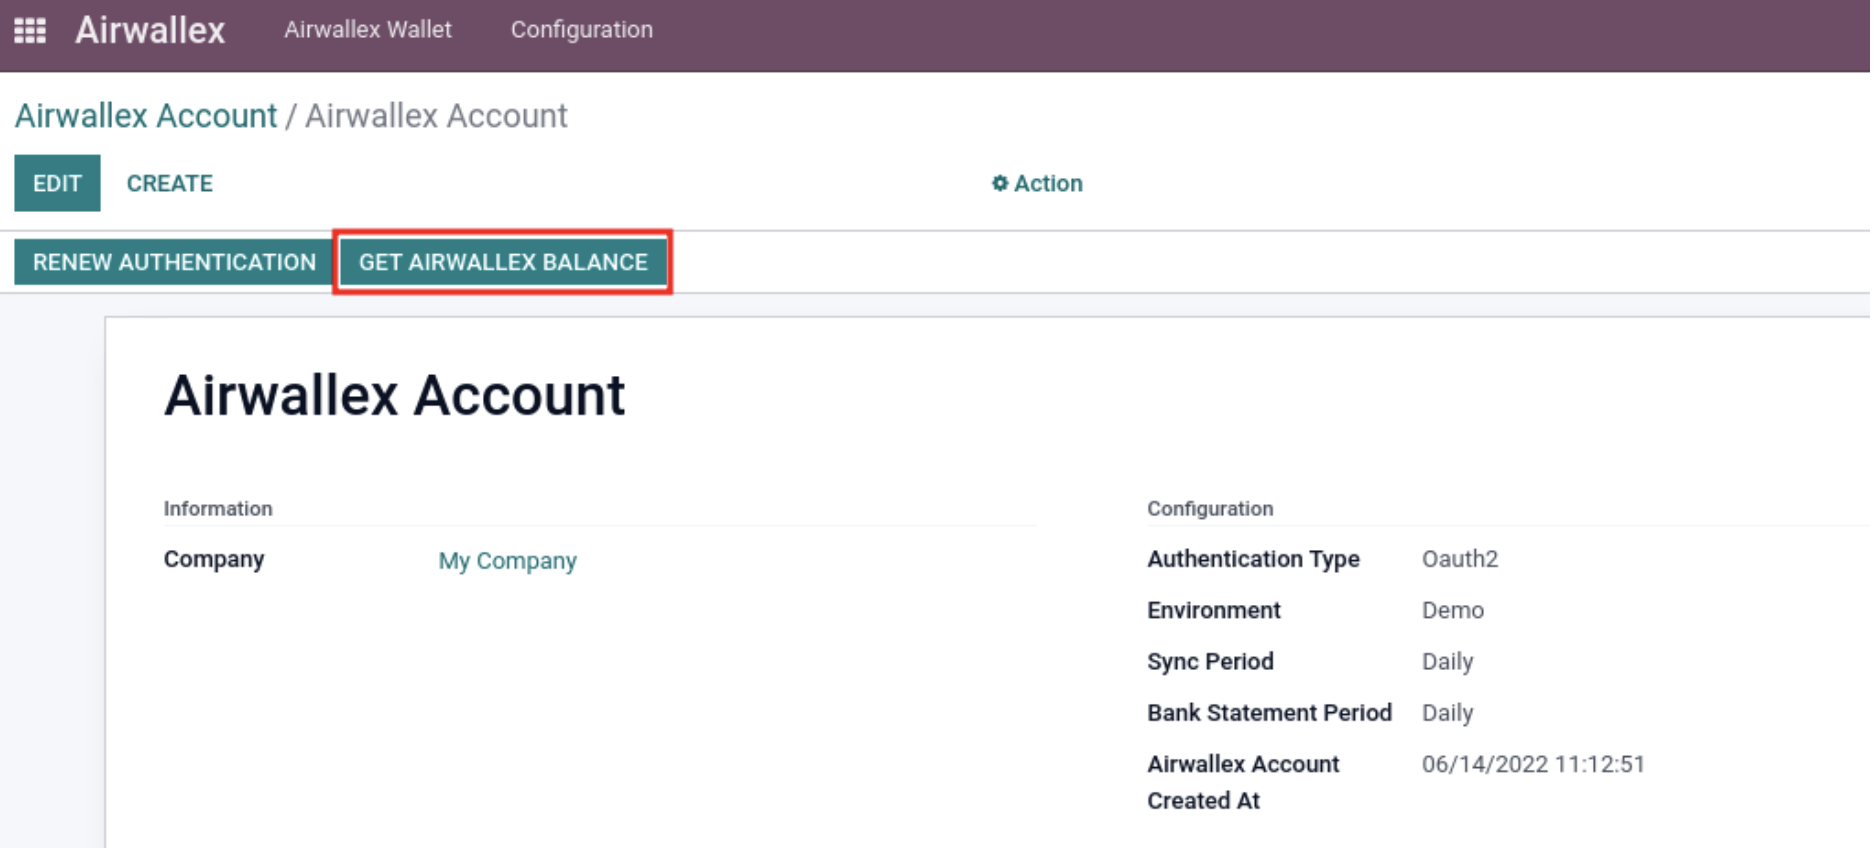 Airwallex Airwallex Wallet Configuration
Airwallex Account / Airwallex Account
EDIT CREATE Action
RENEW AUTHENTICATION GET AIRWALLEX BALANCE
Airwallex Account
Information
Company My Company
Configuration
Authentication Type Oauth2
Environment Demo
Sync Period Daily
Bank Statement Period Daily
Airwallex Account 06/14/2022 11:12:51
Created At